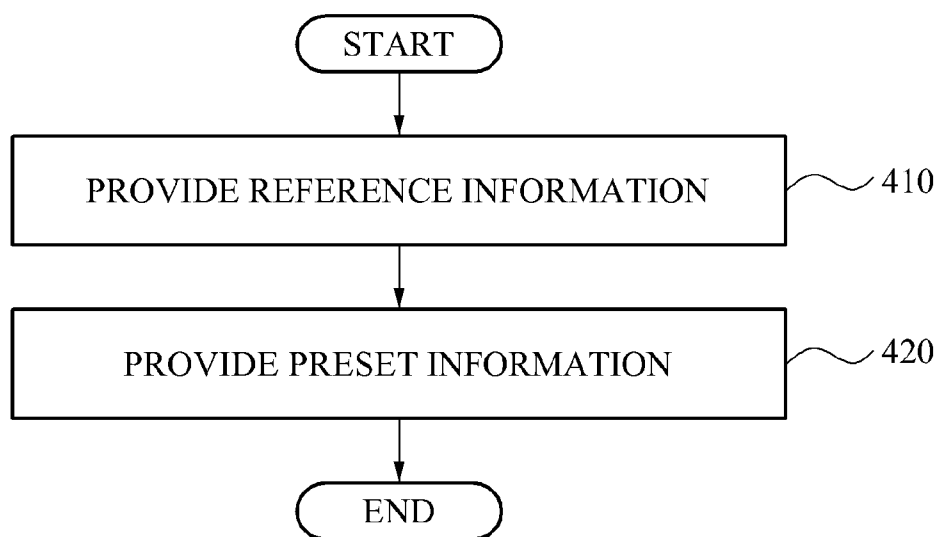 START
PROVIDE REFERENCE INFORMATION
410
PROVIDE PRESET INFORMATION
420
END